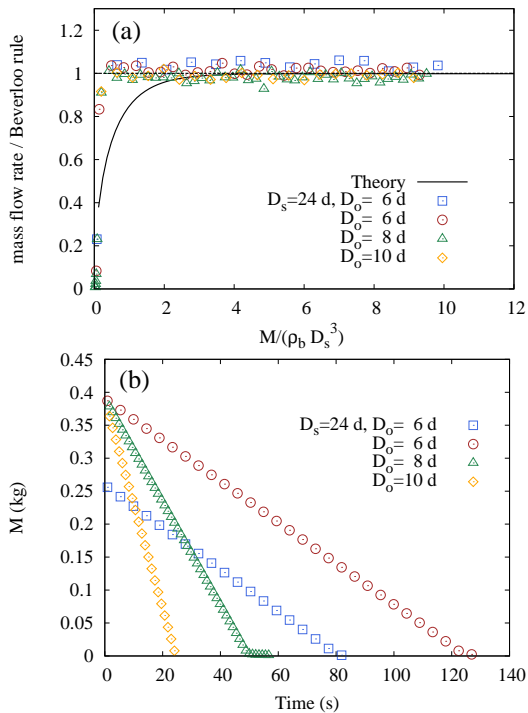 (a)
mass flow rate / Beverloo rule
1.2
1
0.8
0.6
0.4
0.2
0
Theory
D_s=24 d, D_o= 6 d
D_o= 6 d
D_o= 8 d
D_o=10 d
0 2 4 6 8 10 12
M/(ρ_b D_s^3)
(b)
M (kg)
0.45
0.4
0.35
0.3
0.25
0.2
0.15
0.1
0.05
0
D_s=24 d, D_o= 6 d
D_o= 6 d
D_o= 8 d
D_o=10 d
0 20 40 60 80 100 120 140
Time (s)